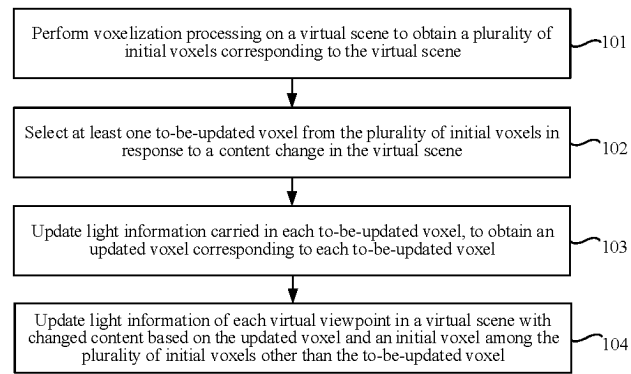 Perform voxelization processing on a virtual scene to obtain a plurality of
initial voxels corresponding to the virtual scene
101
Select at least one to-be-updated voxel from the plurality of initial voxels in
response to a content change in the virtual scene
102
Update light information carried in each to-be-updated voxel, to obtain an
updated voxel corresponding to each to-be-updated voxel
103
Update light information of each virtual viewpoint in a virtual scene with
changed content based on the updated voxel and an initial voxel among the
plurality of initial voxels other than the to-be-updated voxel
104